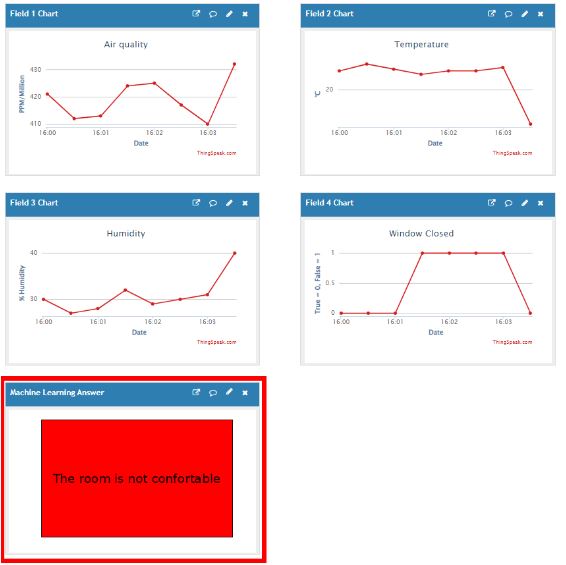 Field 1 Chart
Air quality
PPM/Million
430
420
410
16:00
16:01
16:02
16:03
Date
ThingSpeak.com
Field 2 Chart
Temperature
°C
20
16:00
16:01
16:02
16:03
Date
ThingSpeak.com
Field 3 Chart
Humidity
% Humidity
40
30
16:00
16:01
16:02
16:03
Date
ThingSpeak.com
Field 4 Chart
Window Closed
True = 0, False = 1
1
0.5
0
16:00
16:01
16:02
16:03
Date
ThingSpeak.com
Machine Learning Answer
The room is not confortable